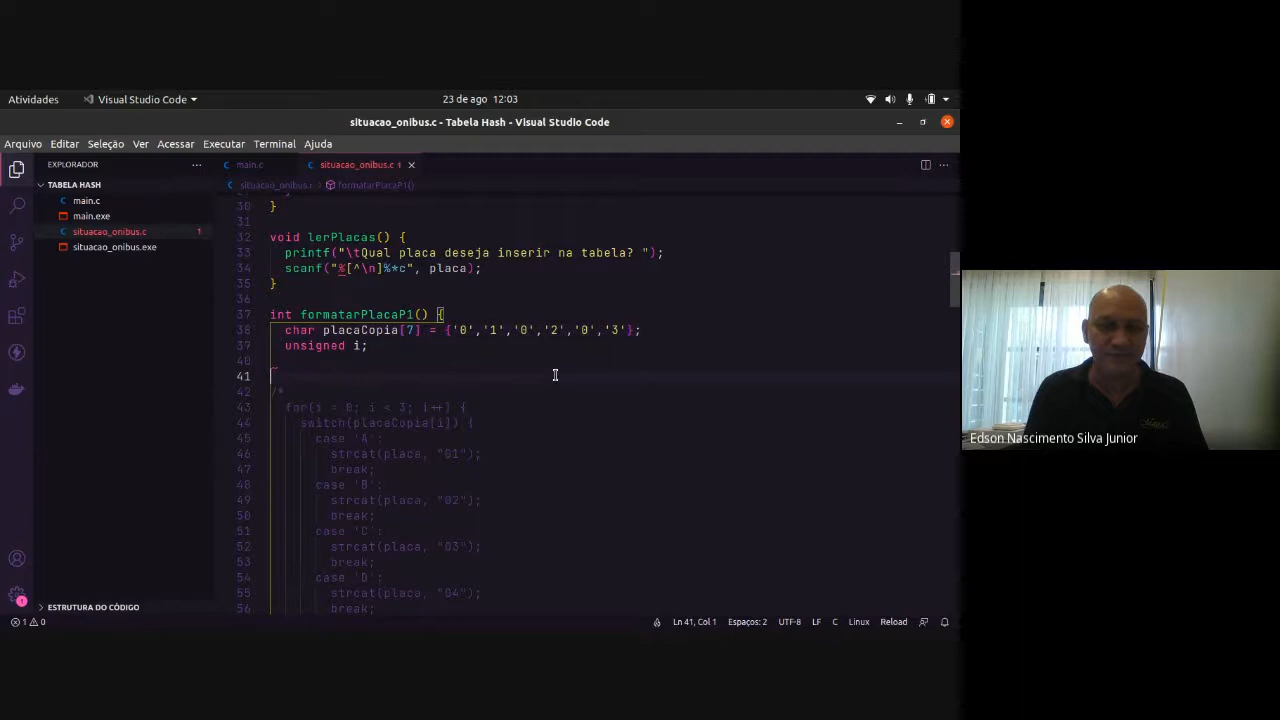 Atividades
Visual Studio Code
23 de ago 12:03
situacao_onibus.c - Tabela Hash - Visual Studio Code
Arquivo Editar Seleção Ver Acessar Executar Terminal Ajuda
EXPLORADOR
TABELA HASH
main.c
main.exe
situacao_onibus.c 1
situacao_onibus.exe
ESTRUTURA DO CÓDIGO
main.c
situacao_onibus.c 1
situacao_onibus.c
formatarPlacaP1()
30 }
31
32 void lerPlacas() {
33 printf("\tQual placa deseja inserir na tabela? ");
34 scanf("%[^\n]%*c", placa);
35 }
36
37 int formatarPlacaP1() {
38 char placaCopia[7] = {'0','1','0','2','0','3'};
37 unsigned i;
40
41
42 /*
43 for(i = 0; i < 3; i++) {
44 switch(placaCopia[i]) {
45 case 'A':
46 strcat(placa, "01");
47 break;
48 case 'B':
49 strcat(placa, "02");
50 break;
51 case 'C':
52 strcat(placa, "03");
53 break;
54 case 'D':
55 strcat(placa, "04");
56 break;
1
1 0
Ln 41, Col 1
Espaços: 2
UTF-8
LF
C
Linux
Reload
Edson Nascimento Silva Junior